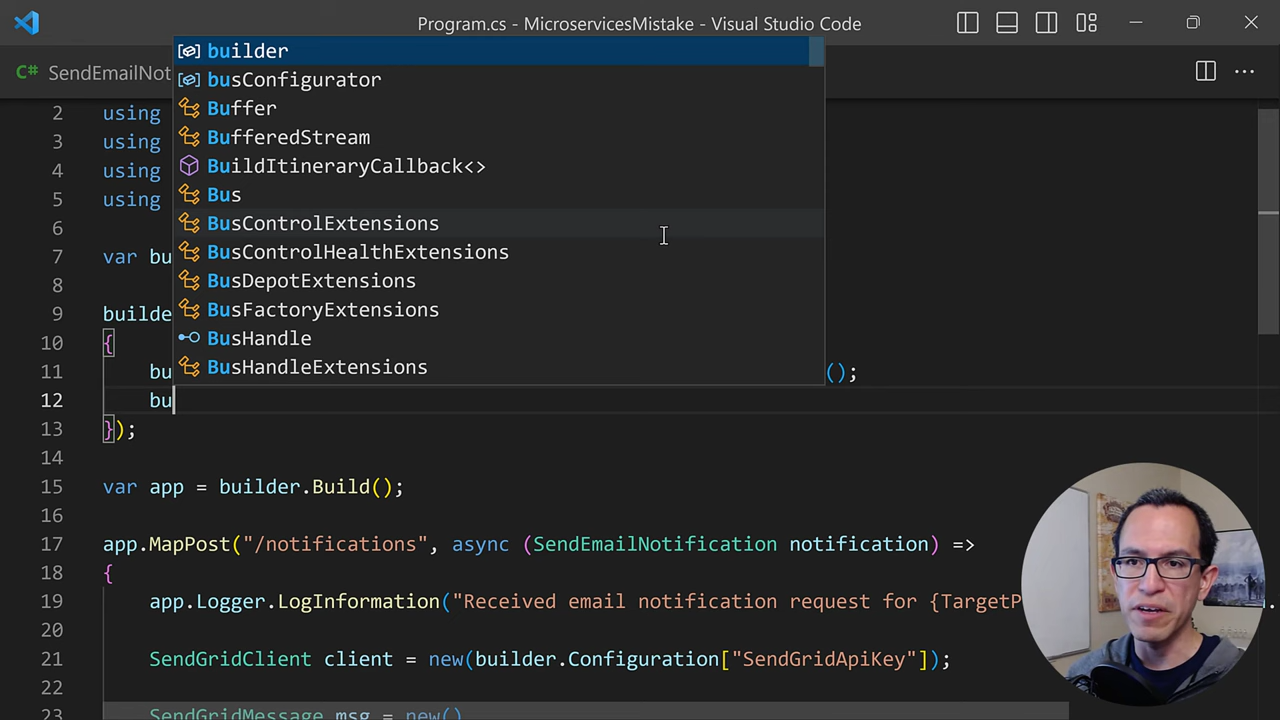 Program.cs - MicroservicesMistake - Visual Studio Code
C# SendEmailNot
builder
busConfigurator
Buffer
BufferedStream
BuildItineraryCallback<>
Bus
BusControlExtensions
BusControlHealthExtensions
BusDepotExtensions
BusFactoryExtensions
BusHandle
BusHandleExtensions
2 using
3 using
4 using
5 using
6
7 var bu
8
9 builde
10 {
11 bu ();
12 bu
13 });
14
15 var app = builder.Build();
16
17 app.MapPost("/notifications", async (SendEmailNotification notification) =>
18 {
19 app.Logger.LogInformation("Received email notification request for {TargetP
20
21 SendGridClient client = new(builder.Configuration["SendGridApiKey"]);
22
23 SendGridMessage msg = new()